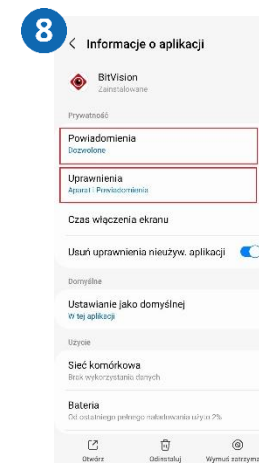 8
Informacje o aplikacji
BitVision
Zainstalowane
Prywatność
Powiadomienia
Dozwolone
Uprawnienia
Aparat i Powiadomienia
Czas włączenia ekranu
Usuń uprawnienia nieużyw. aplikacji
Domyślne
Ustawianie jako domyślnej
W tej aplikacji
Użycie
Sieć komórkowa
Brak wykorzystania danych
Bateria
Od ostatniego pełnego naładowania użyto 2%
Otwórz Odinstaluj Wymuś zatrzyma